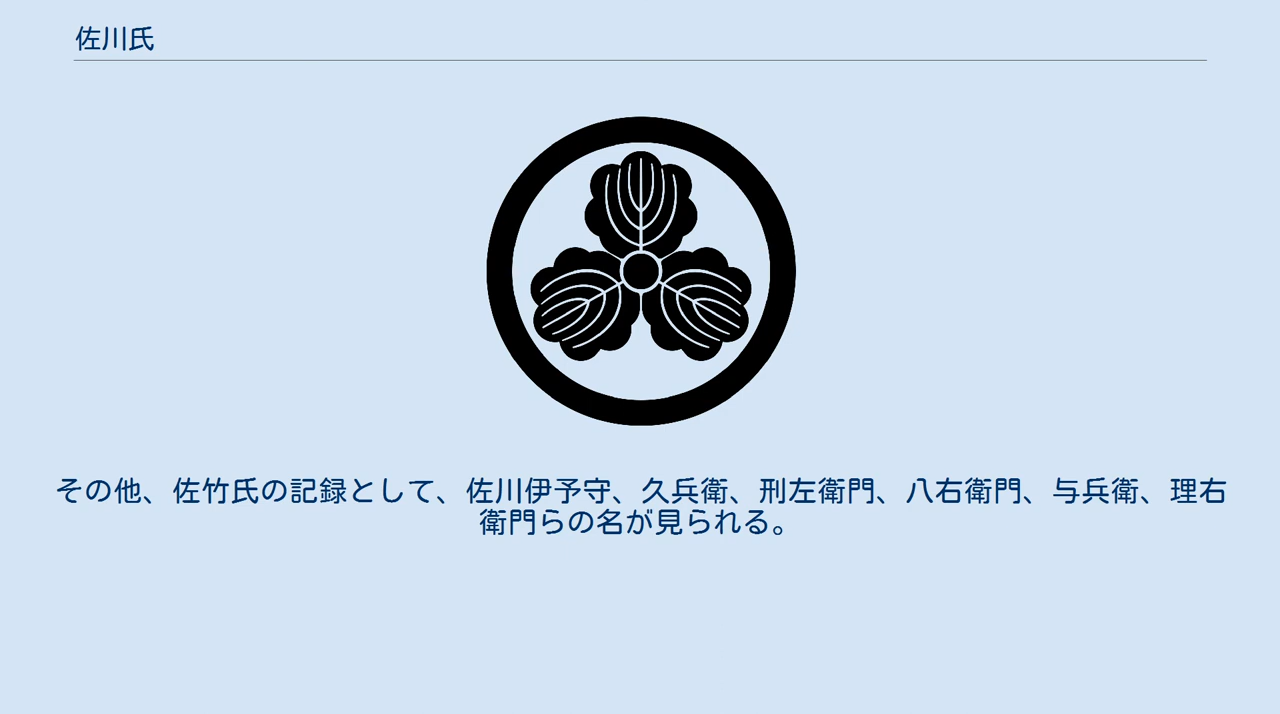 佐川氏
その他、佐竹氏の記録として、佐川伊予守、久兵衛、刑左衛門、八右衛門、与兵衛、理右
衛門らの名が見られる。